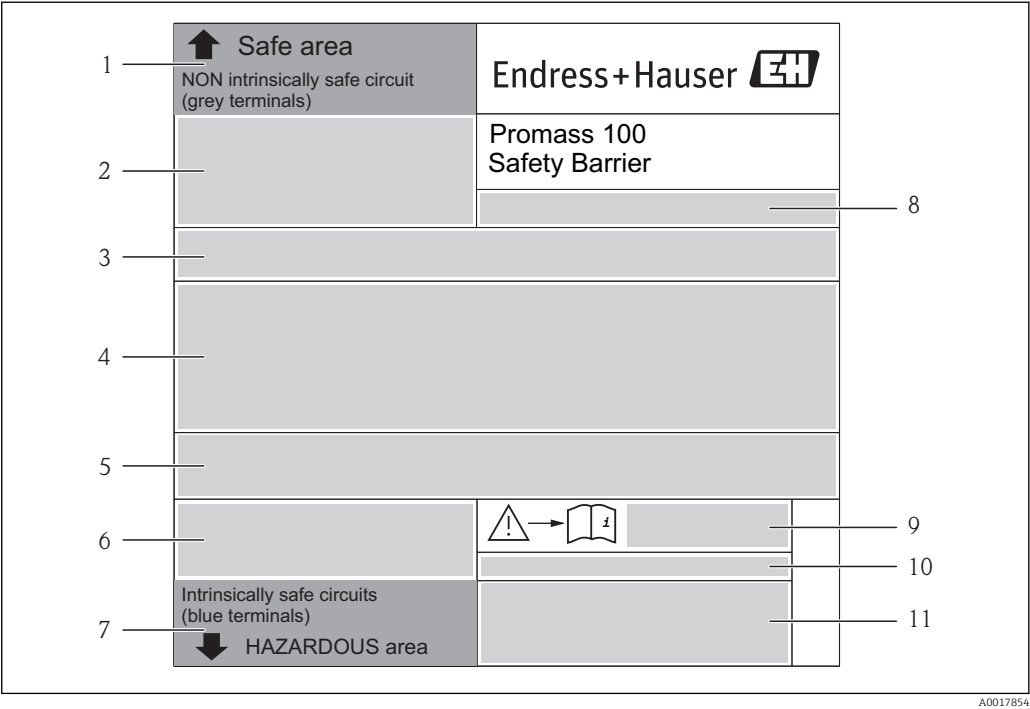 1
Safe area
NON intrinsically safe circuit
(grey terminals)
Endress+Hauser EH
Promass 100
Safety Barrier
2
8
3
4
5
6
i
9
10
Intrinsically safe circuits
(blue terminals)
7
HAZARDOUS area
11
A0017854